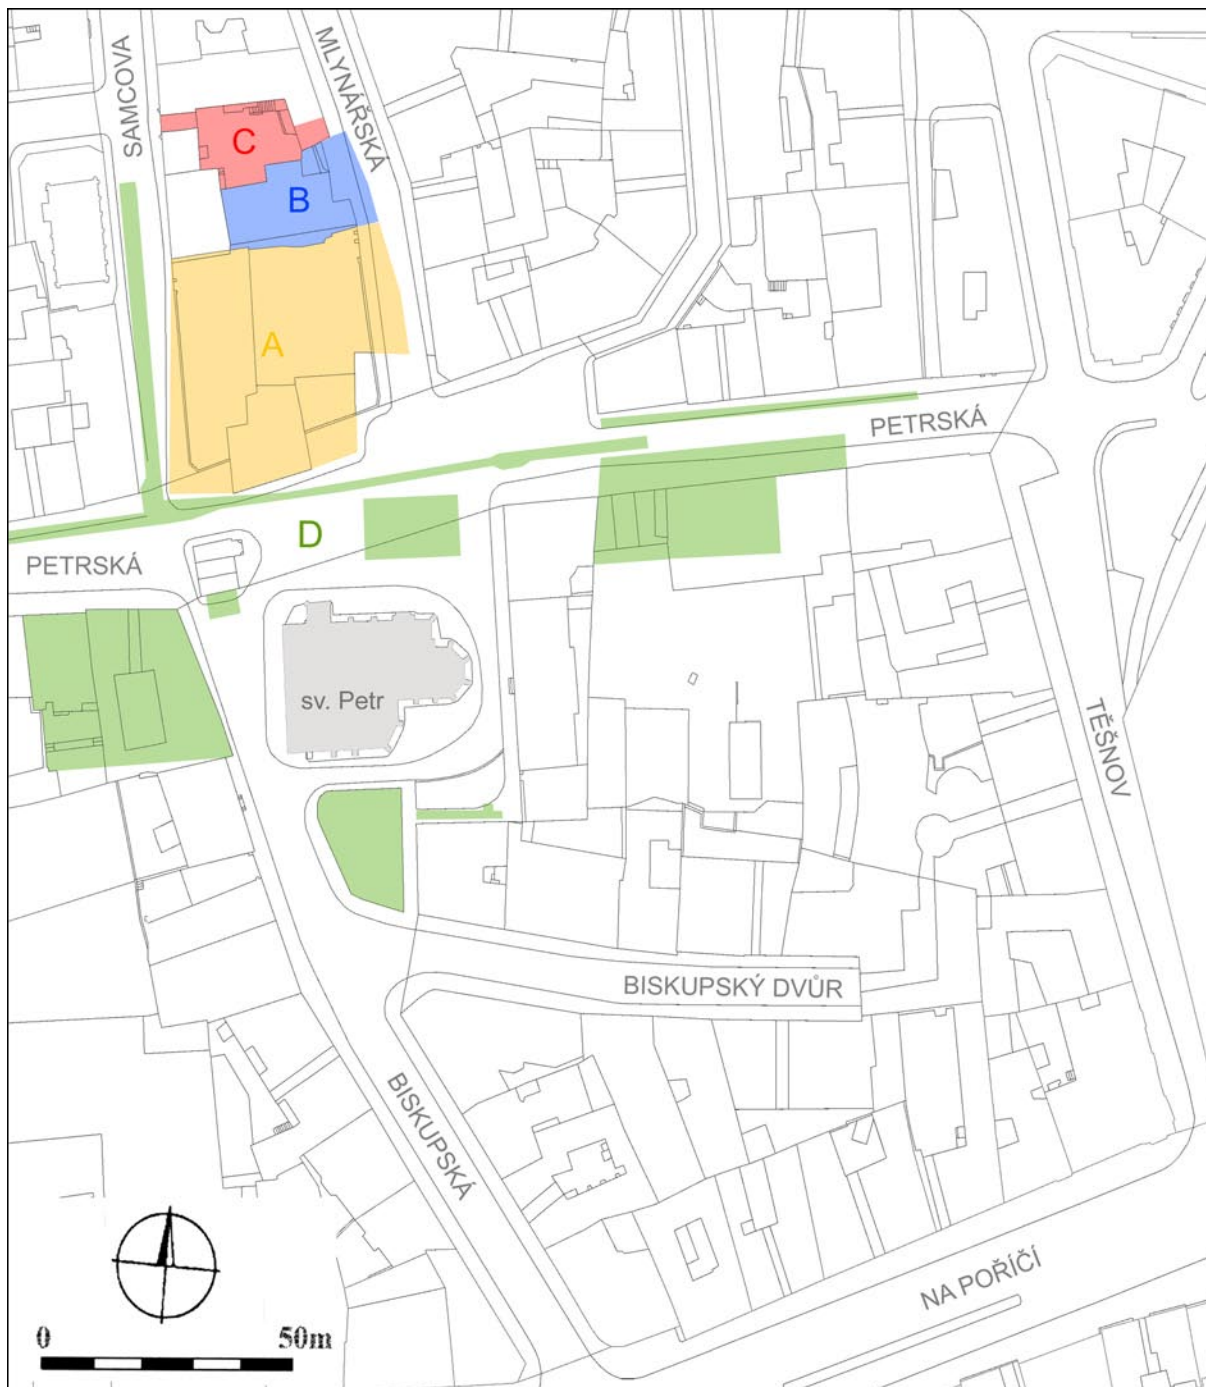 SAMCOVA
MLYNÁŘSKÁ
C
B
A
PETRSKÁ
D
PETRSKÁ
sv. Petr
TĚŠNOV
BISKUPSKÝ DVŮR
BISKUPSKÁ
NA POŘÍČÍ
0 50m